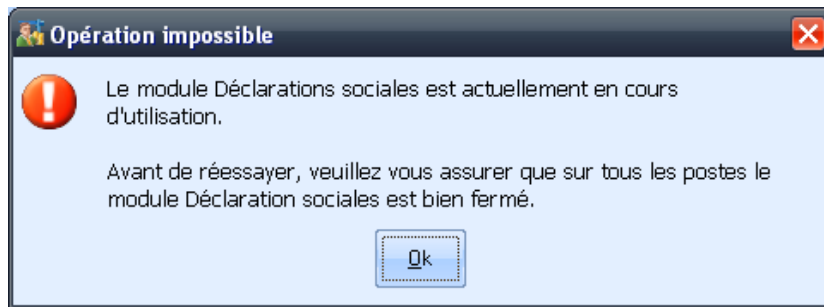 Opération impossible
Le module Déclarations sociales est actuellement en cours
d'utilisation.
Avant de réessayer, veuillez vous assurer que sur tous les postes le
module Déclaration sociales est bien fermé.
Ok